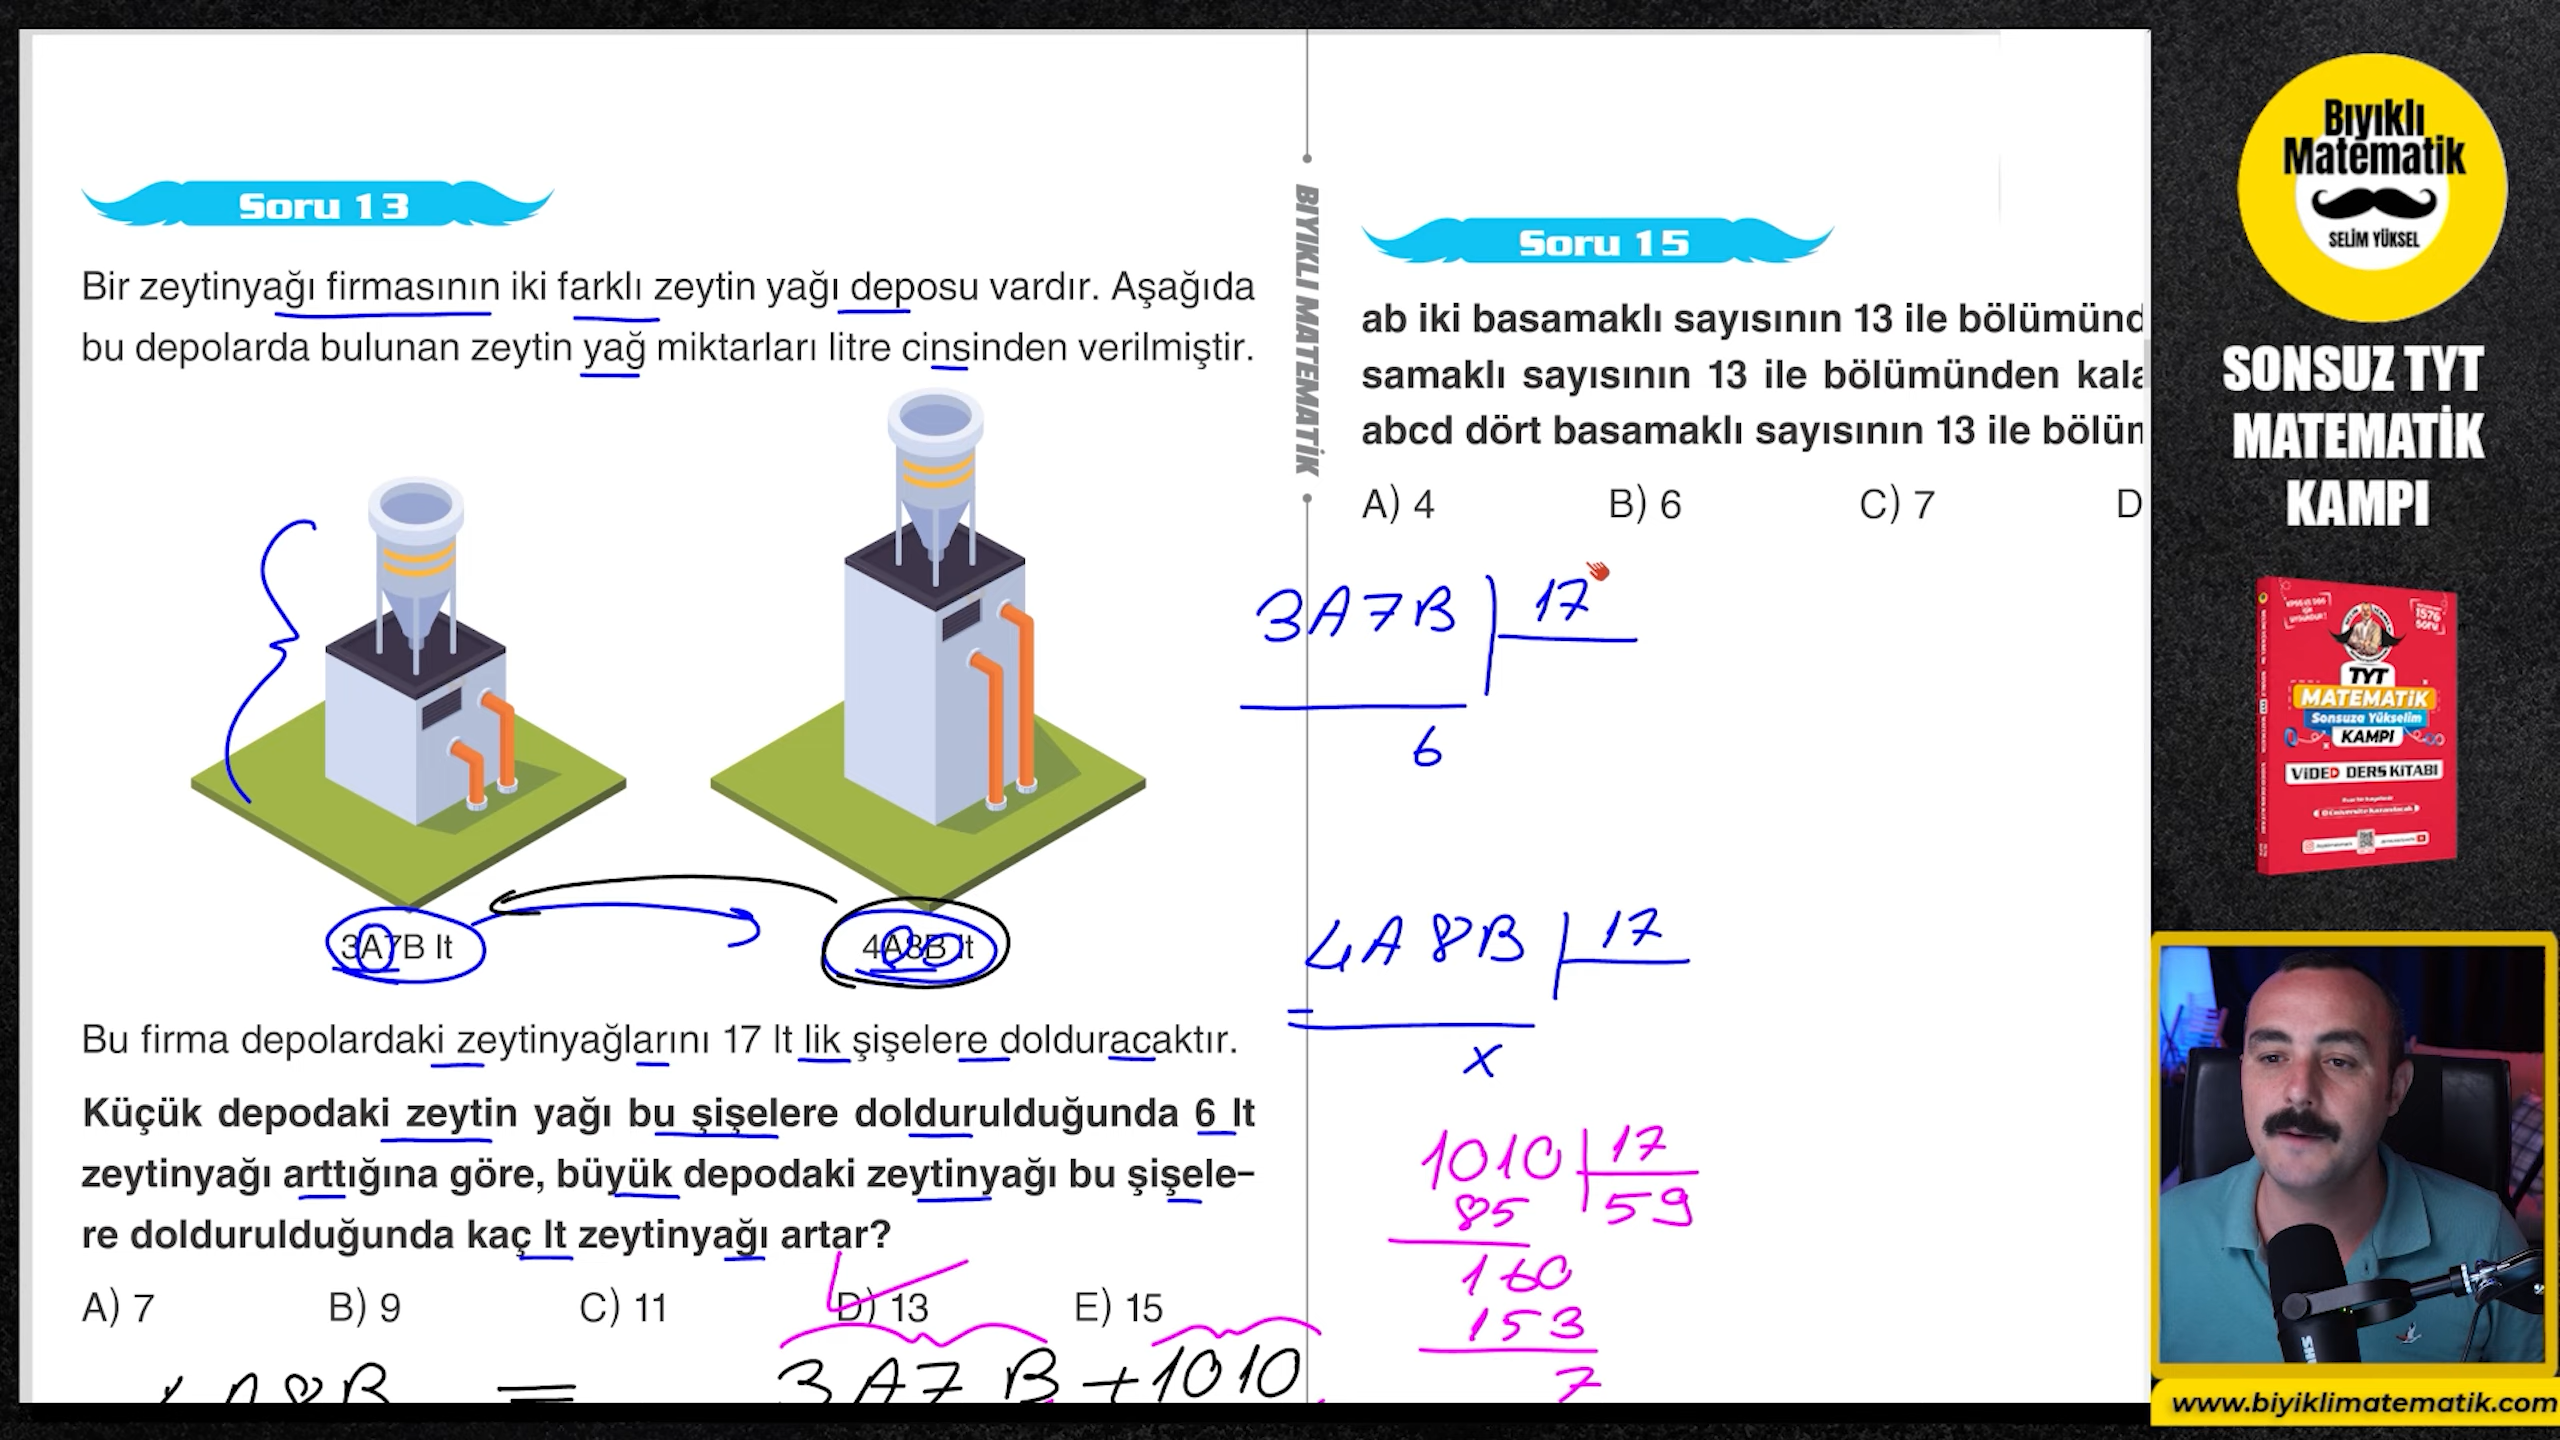 Soru 13
Bir zeytinyağı firmasının iki farklı zeytin yağı deposu vardır. Aşağıda
bu depolarda bulunan zeytin yağ miktarları litre cinsinden verilmiştir.
3A7B lt
4A8B lt
Bu firma depolardaki zeytinyağlarını 17 lt lik şişelere dolduracaktır.
Küçük depodaki zeytin yağı bu şişelere doldurulduğunda 6 lt
zeytinyağı arttığına göre, büyük depodaki zeytinyağı bu şişele-
re doldurulduğunda kaç lt zeytinyağı artar?
A) 7
B) 9
C) 11
D) 13
E) 15
4A8B = 3A7B + 1010
BIYIKLI MATEMATİK
Soru 15
ab iki basamaklı sayısının 13 ile bölümünd
samaklı sayısının 13 ile bölümünden kala
abcd dört basamaklı sayısının 13 ile bölün
A) 4
B) 6
C) 7
D
3A7B 17
6
4A8B 17
x
1010 17
85 59
160
153
7
Bıyıklı
Matematik
SELİM YÜKSEL
SONSUZ TYT
MATEMATİK
KAMPI
TYT
MATEMATİK
Sonsuza Yükselim
KAMPI
VİDEO DERS KİTABI
www.biyiklimatematik.com